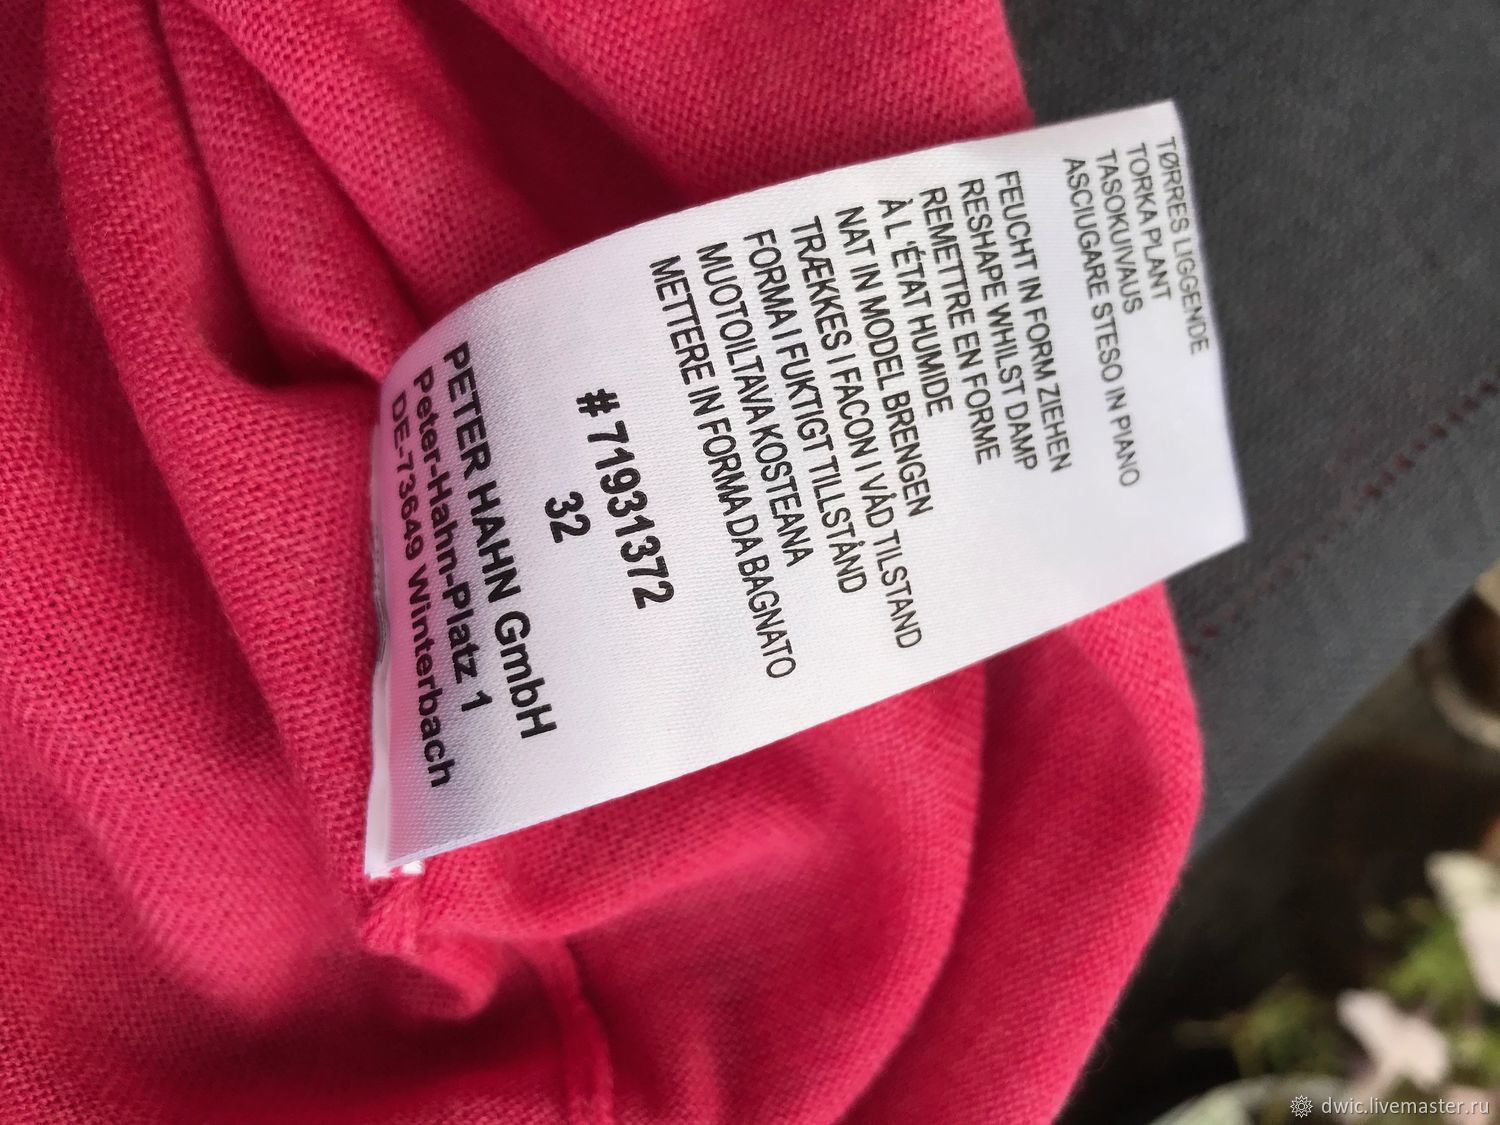 TØRRES LIGGENDE
TORKA PLANT
TASOKUIVAUS
ASCIUGARE STESO IN PIANO
FEUCHT IN FORM ZIEHEN
RESHAPE WHILST DAMP
REMETTRE EN FORME
À L´ÉTAT HUMIDE
NAT IN MODEL BRENGEN
TRÆKKES I FACON I VÅD TILSTAND
FORMA I FUKTIGT TILLSTÅND
MUOTOILTAVA KOSTEANA
METTERE IN FORMA DA BAGNATO
#7193 1372
32
PETER HAHN GmbH
Peter-Hahn-Platz 1
DE-73649 Winterbach
dwic.livemaster.ru